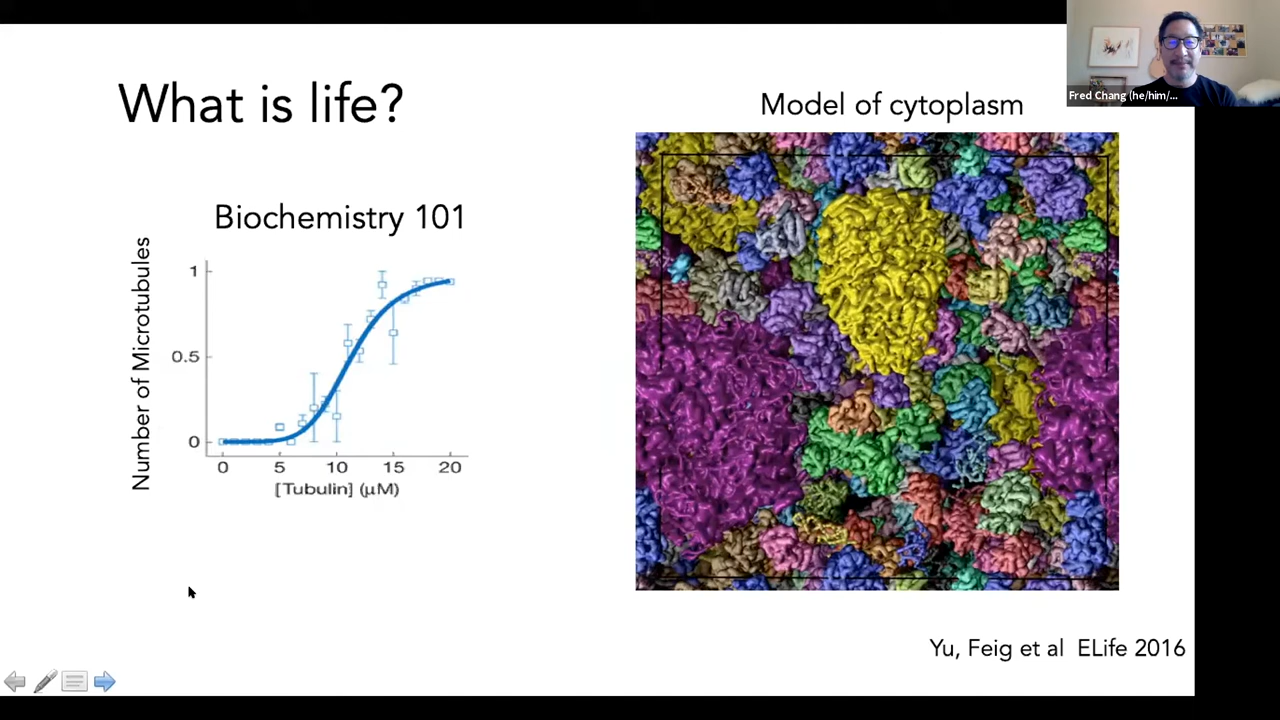 What is life?
Model of cytoplasm
Fred Chang (he/him/...
Biochemistry 101
Number of Microtubules
1
0.5
0
0 5 10 15 20
[Tubulin] (μM)
Yu, Feig et al ELife 2016